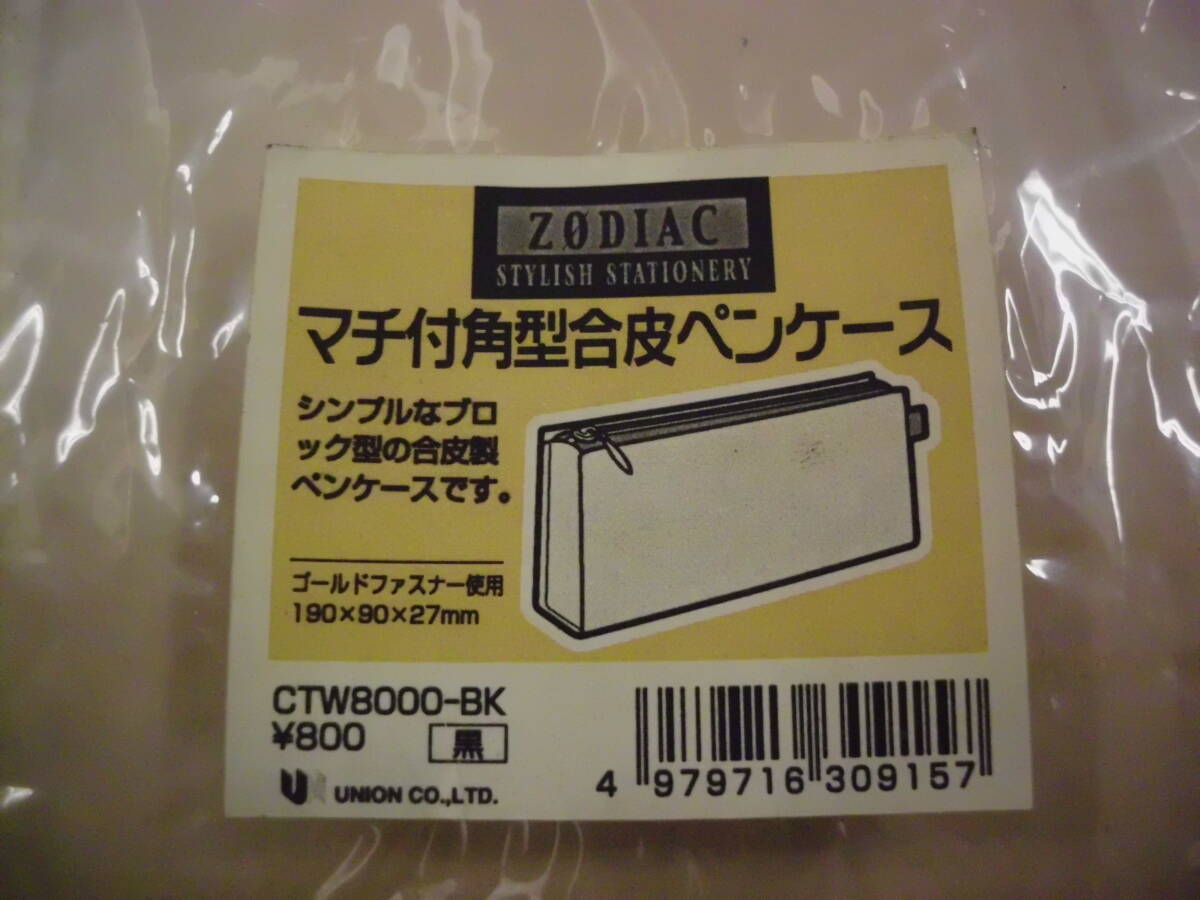 ZØDIAC
STYLISH STATIONERY
マチ付角型合皮ペンケース
シンプルなブロ
ック型の合皮製
ペンケースです。
ゴールドファスナー使用
190×90×27mm
CTW8000-BK
¥800 黒
UNION CO.,LTD.
4 979716 309157